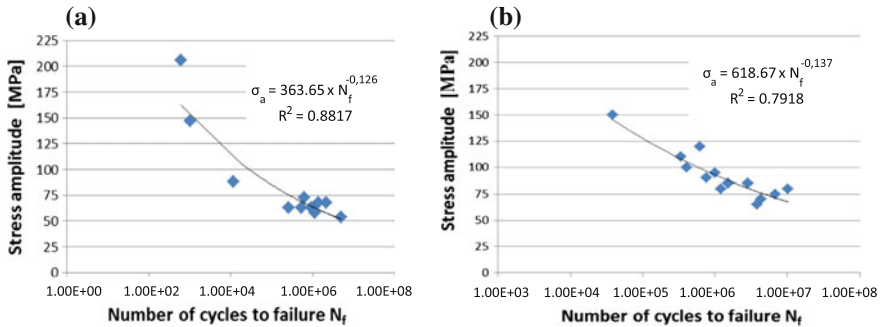 (a)
225
200
175
150
125
100
75
50
25
0
Stress amplitude [MPa]
σa = 363.65 x Nf^-0,126
R² = 0.8817
1.00E+00 1.00E+02 1.00E+04 1.00E+06 1.00E+08
Number of cycles to failure Nf
(b)
225
200
175
150
125
100
75
50
25
0
Stress amplitude [MPa]
σa = 618.67 x Nf^-0,137
R² = 0.7918
1.00E+03 1.00E+04 1.00E+05 1.00E+06 1.00E+07 1.00E+08
Number of cycles to failure Nf